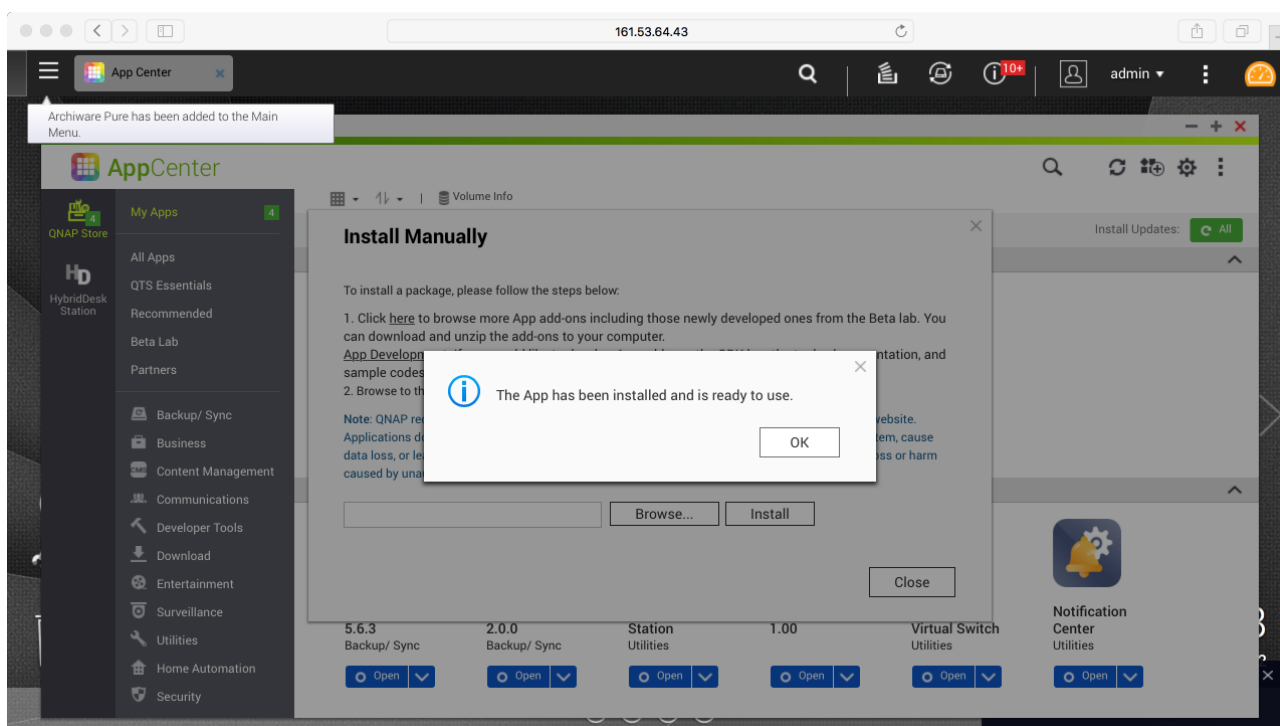 161.53.64.43
App Center
10+
admin
Archiware Pure has been added to the Main
Menu.
AppCenter
Volume Info
4
QNAP Store
HD
HybridDesk
Station
My Apps
4
All Apps
QTS Essentials
Recommended
Beta Lab
Partners
Backup/ Sync
Business
Content Management
Communications
Developer Tools
Download
Entertainment
Surveillance
Utilities
Home Automation
Security
Install Updates:
All
Install Manually
To install a package, please follow the steps below:
1. Click here to browse more App add-ons including those newly developed ones from the Beta lab. You
can download and unzip the add-ons to your computer.
App Developm
ntation, and
sample codes
2. Browse to th
Note: QNAP re
website.
Applications d
tem, cause
data loss, or le
oss or harm
caused by una
The App has been installed and is ready to use.
OK
Browse...
Install
Close
5.6.3
Backup/ Sync
Open
2.0.0
Backup/ Sync
Open
Station
Utilities
Open
1.00
Open
Virtual Switch
Utilities
Open
Notification
Center
Utilities
Open